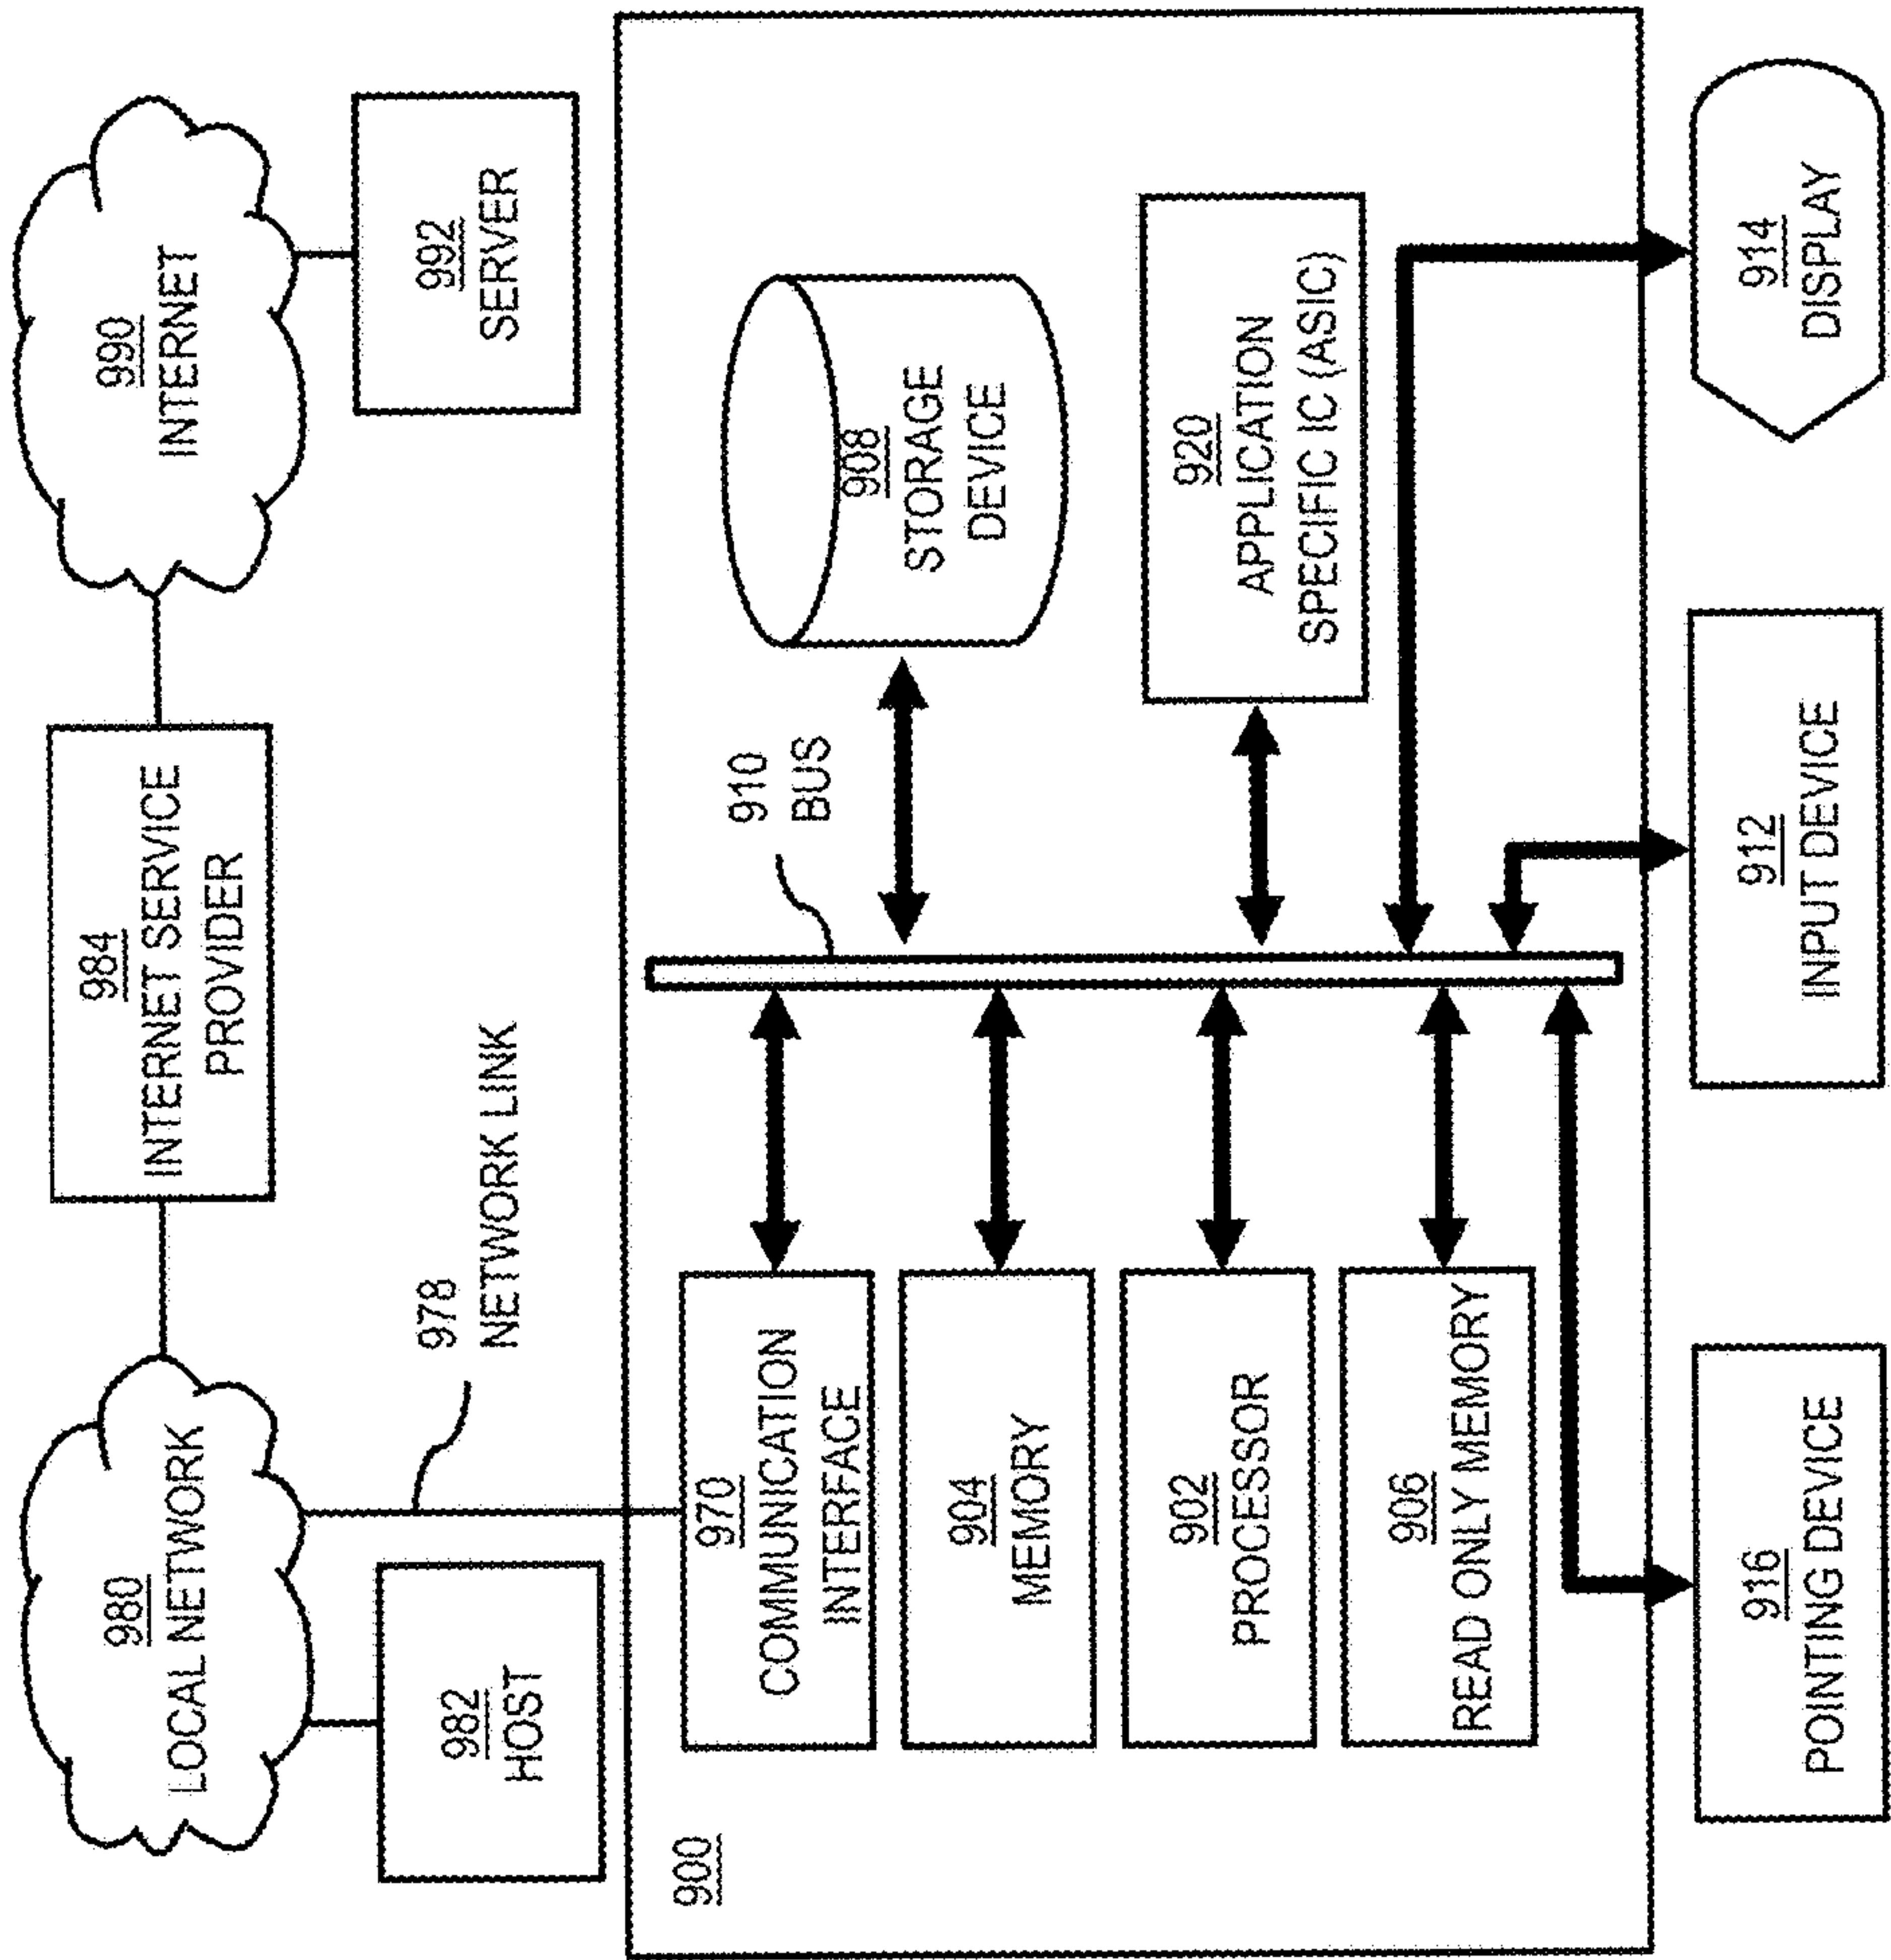 980
LOCAL NETWORK
984
INTERNET SERVICE
PROVIDER
990
INTERNET
982
HOST
978
NETWORK LINK
992
SERVER
900
970
COMMUNICATION
INTERFACE
910
BUS
908
STORAGE
DEVICE
904
MEMORY
902
PROCESSOR
920
APPLICATION
SPECIFIC IC (ASIC)
906
READ ONLY MEMORY
916
POINTING DEVICE
912
INPUT DEVICE
914
DISPLAY